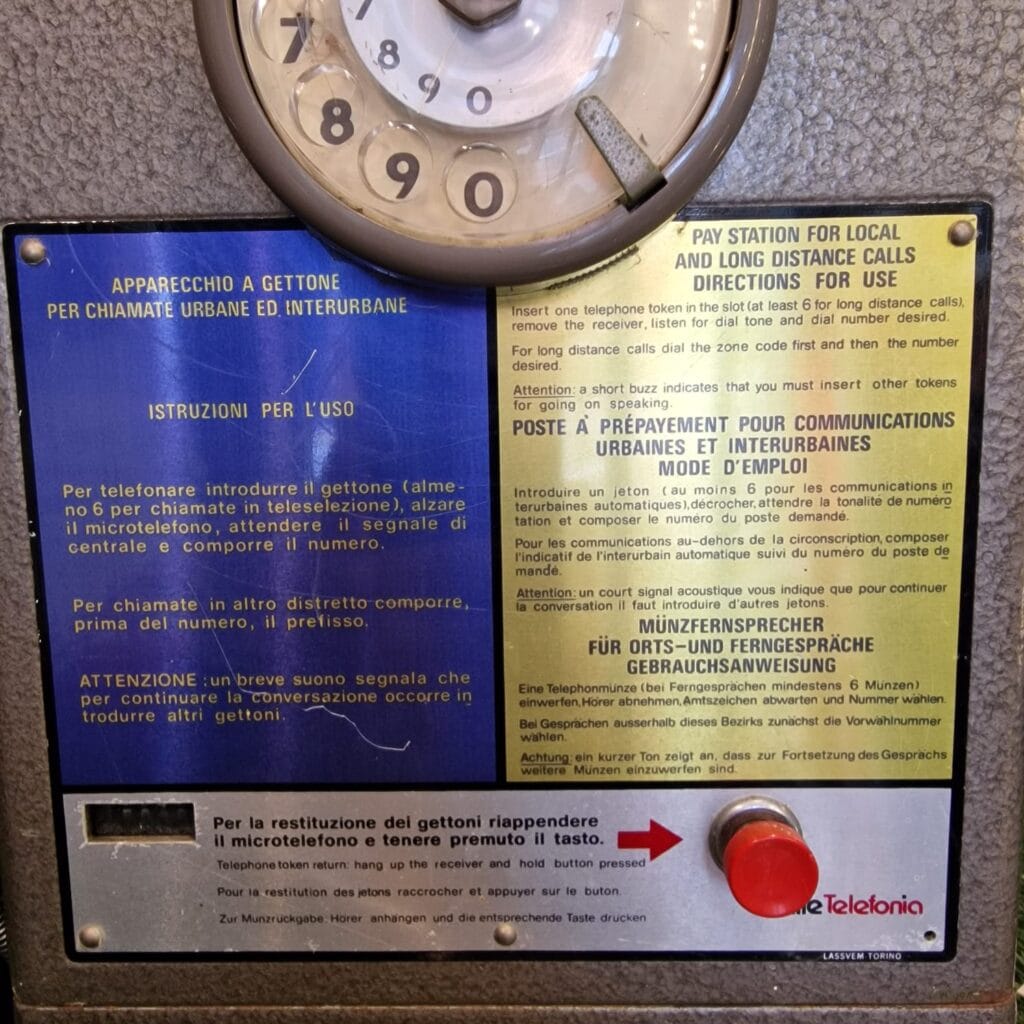 7
7
8
8
9
0
9
0
APPARECCHIO A GETTONE
PER CHIAMATE URBANE ED INTERURBANE
ISTRUZIONI PER L'USO
Per telefonare introdurre il gettone (alme-
no 6 per chiamate in teleselezione), alzare
il microtelefono, attendere il segnale di
centrale e comporre il numero.
Per chiamate in altro distretto comporre,
prima del numero, il prefisso.
ATTENZIONE: un breve suono segnala che
per continuare la conversazione occorre in
trodurre altri gettoni.
PAY STATION FOR LOCAL
AND LONG DISTANCE CALLS
DIRECTIONS FOR USE
Insert one telephone token in the slot (at least 6 for long distance calls),
remove the receiver, listen for dial tone and dial number desired.
For long distance calls dial the zone code first and then the number
desired.
Attention: a short buzz indicates that you must insert other tokens
for going on speaking.
POSTE À PRÉPAYEMENT POUR COMMUNICATIONS
URBAINES ET INTERURBAINES
MODE D'EMPLOI
Introduire un jeton (au moins 6 pour les communications in
terurbaines automatiques), décrocher, attendre la tonalité de numéro
tation et composer le numéro du poste demandé.
Pour les communications au-dehors de la circonscription, composer
l'indicatif de l'interurbain automatique suivi du numéro du poste de
mandé.
Attention: un court signal acoustique vous indique que pour continuer
la conversation il faut introduire d'autres jetons.
MÜNZFERNSPRECHER
FÜR ORTS-UND FERNGESPRÄCHE
GEBRAUCHSANWEISUNG
Eine Telephonmünze (bei Ferngesprächen mindestens 6 Münzen)
einwerfen, Hörer abnehmen, Amtszeichen abwarten und Nummer wählen.
Bei Gesprächen ausserhalb dieses Bezirks zunächst die Vorwahlnummer
wählen.
Achtung: ein kurzer Ton zeigt an, dass zur Fortsetzung des Gesprächs
weitere Münzen einzuwerfen sind.
Per la restituzione dei gettoni riappendere
il microtelefono e tenere premuto il tasto.
Telephone token return: hang up the receiver and hold button pressed
Pour la restitution des jetons raccrocher et appuyer sur le buton.
Zur Münzrückgabe: Hörer anhängen und die entsprechende Taste drücken
Telefonia
LASSVEM TORINO